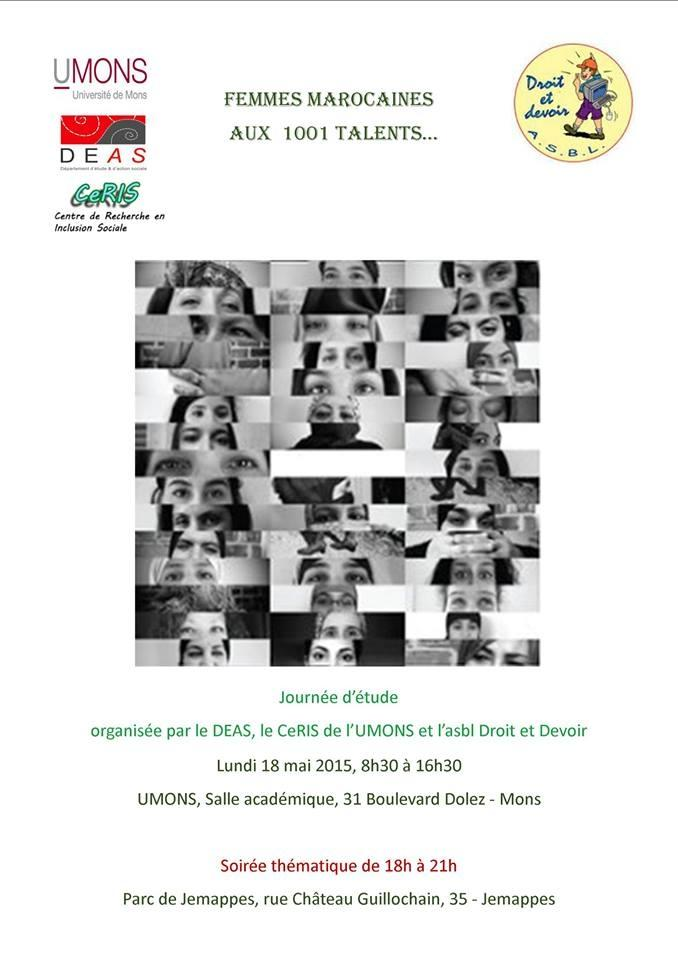 UMONS
Université de Mons
DEAS
Département d'étude & d'action sociale
CeRIS
Centre de Recherche en
Inclusion Sociale
FEMMES MAROCAINES
AUX 1001 TALENTS...
Droit
et
devoir
A.S.B.L.
Journée d'étude
organisée par le DEAS, le CeRIS de l'UMONS et l'asbl Droit et Devoir
Lundi 18 mai 2015, 8h30 à 16h30
UMONS, Salle académique, 31 Boulevard Dolez - Mons
Soirée thématique de 18h à 21h
Parc de Jemappes, rue Château Guillochain, 35 - Jemappes